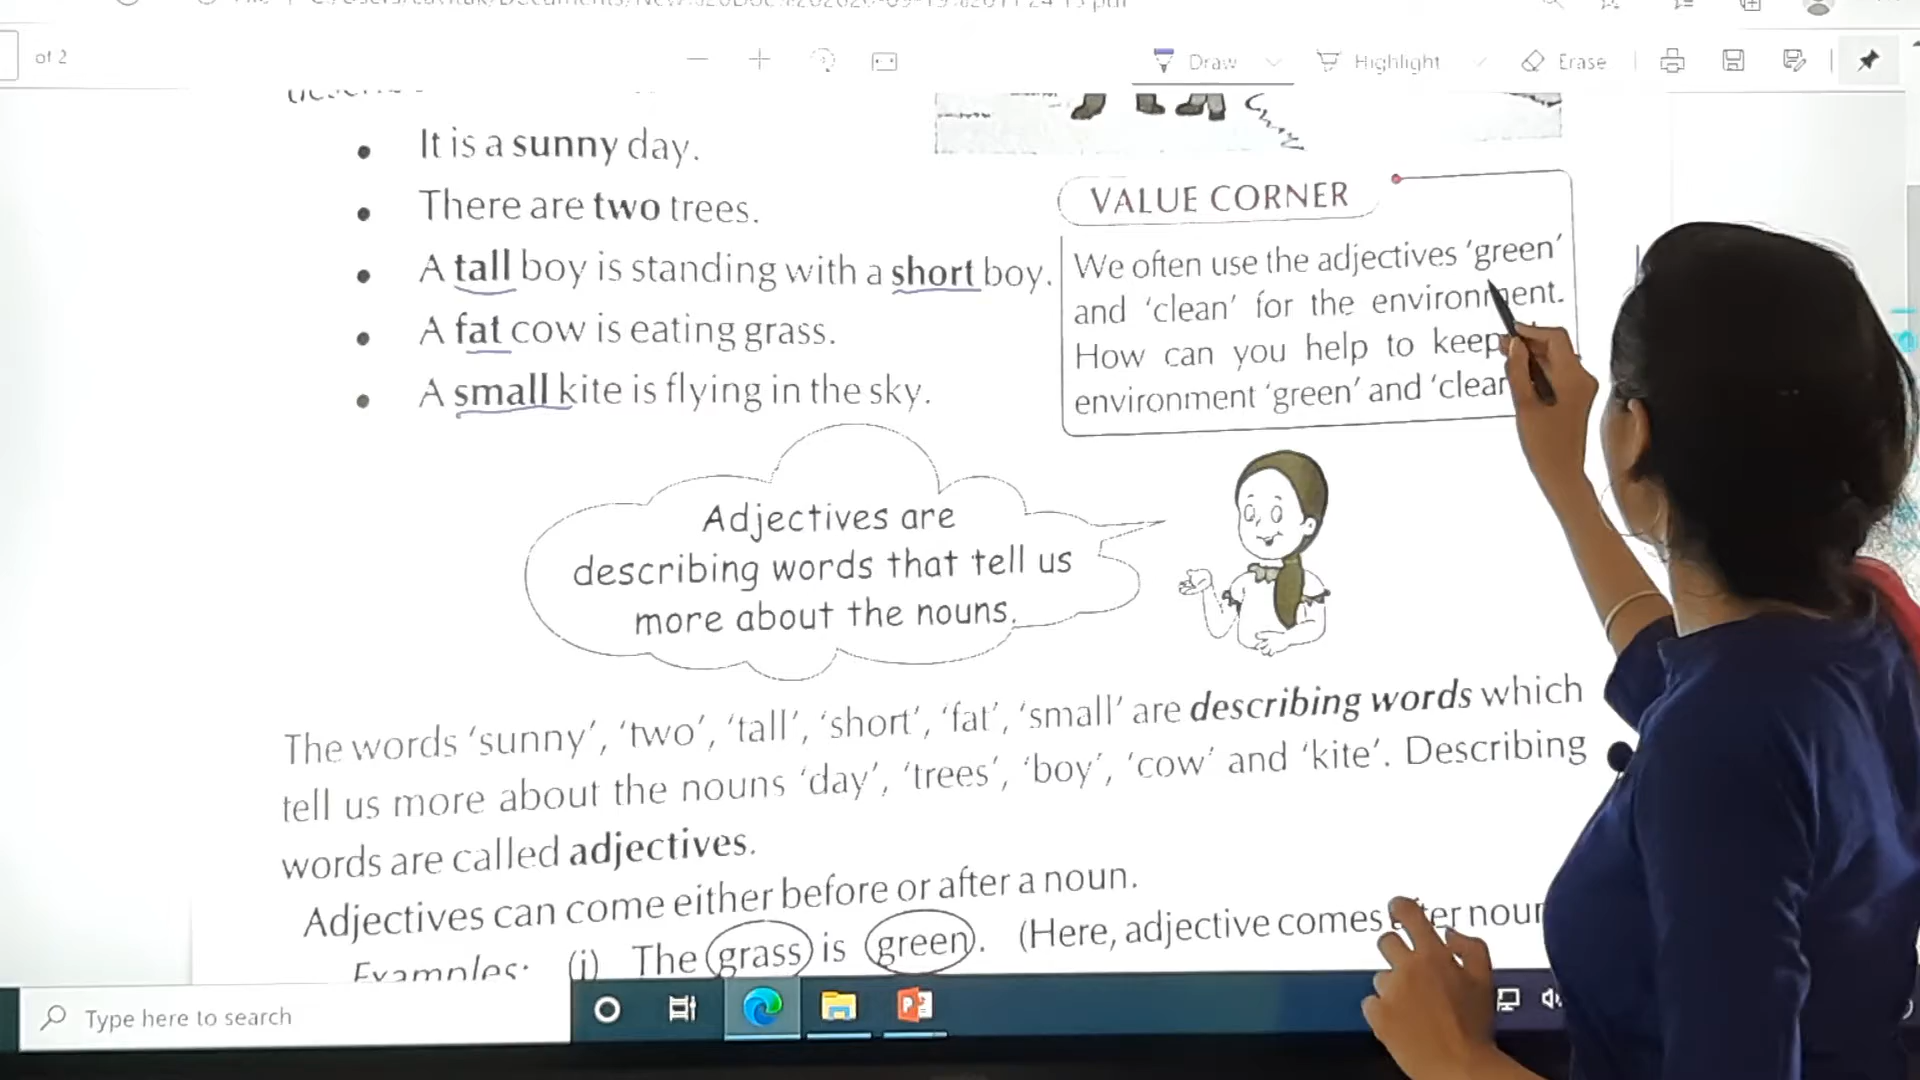 of 2
Draw
Highlight
Erase
It is a sunny day.
There are two trees.
A tall boy is standing with a short boy.
A fat cow is eating grass.
A small kite is flying in the sky.
VALUE CORNER
We often use the adjectives ‘green’
and ‘clean’ for the environment.
How can you help to keep
environment ‘green’ and ‘clean
Adjectives are
describing words that tell us
more about the nouns.
The words ‘sunny’, ‘two’, ‘tall’, ‘short’, ‘fat’, ‘small’ are describing words which
tell us more about the nouns ‘day’, ‘trees’, ‘boy’, ‘cow’ and ‘kite’. Describing
words are called adjectives.
Adjectives can come either before or after a noun.
Examples: (i) The grass is green. (Here, adjective comes after noun
Type here to search